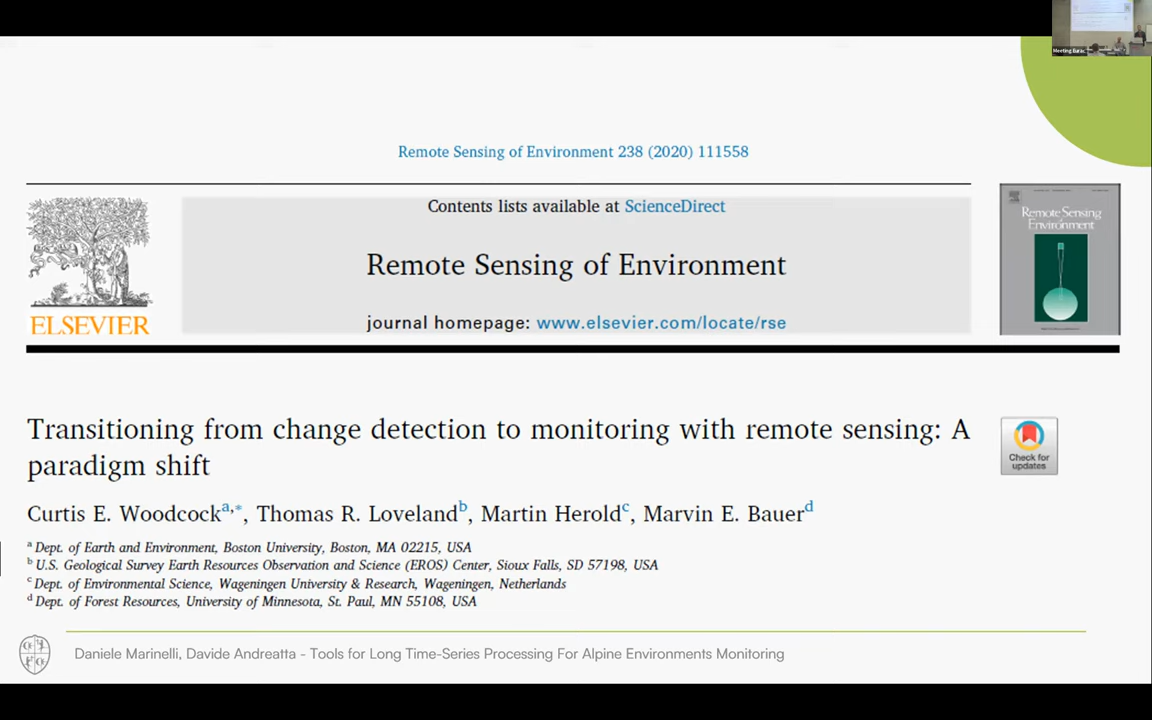 Meeting Eurac
Remote Sensing of Environment 238 (2020) 111558
Contents lists available at ScienceDirect
Remote Sensing of Environment
journal homepage: www.elsevier.com/locate/rse
ELSEVIER
Remote Sensing
of
Environment
Transitioning from change detection to monitoring with remote sensing: A
paradigm shift
Check for
updates
Curtis E. Woodcock a,*, Thomas R. Loveland b, Martin Herold c, Marvin E. Bauer d
a Dept. of Earth and Environment, Boston University, Boston, MA 02215, USA
b U.S. Geological Survey Earth Resources Observation and Science (EROS) Center, Sioux Falls, SD 57198, USA
c Dept. of Environmental Science, Wageningen University & Research, Wageningen, Netherlands
d Dept. of Forest Resources, University of Minnesota, St. Paul, MN 55108, USA
Daniele Marinelli, Davide Andreatta - Tools for Long Time-Series Processing For Alpine Environments Monitoring